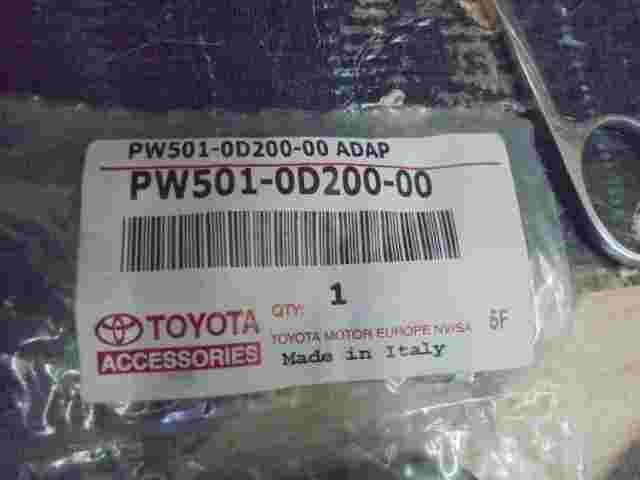 PW501-0D200-00 ADAP
PW501-0D200-00
QTY: 1
TOYOTA
ACCESSORIES
TOYOTA MOTOR EUROPE NV/SA
Made in Italy